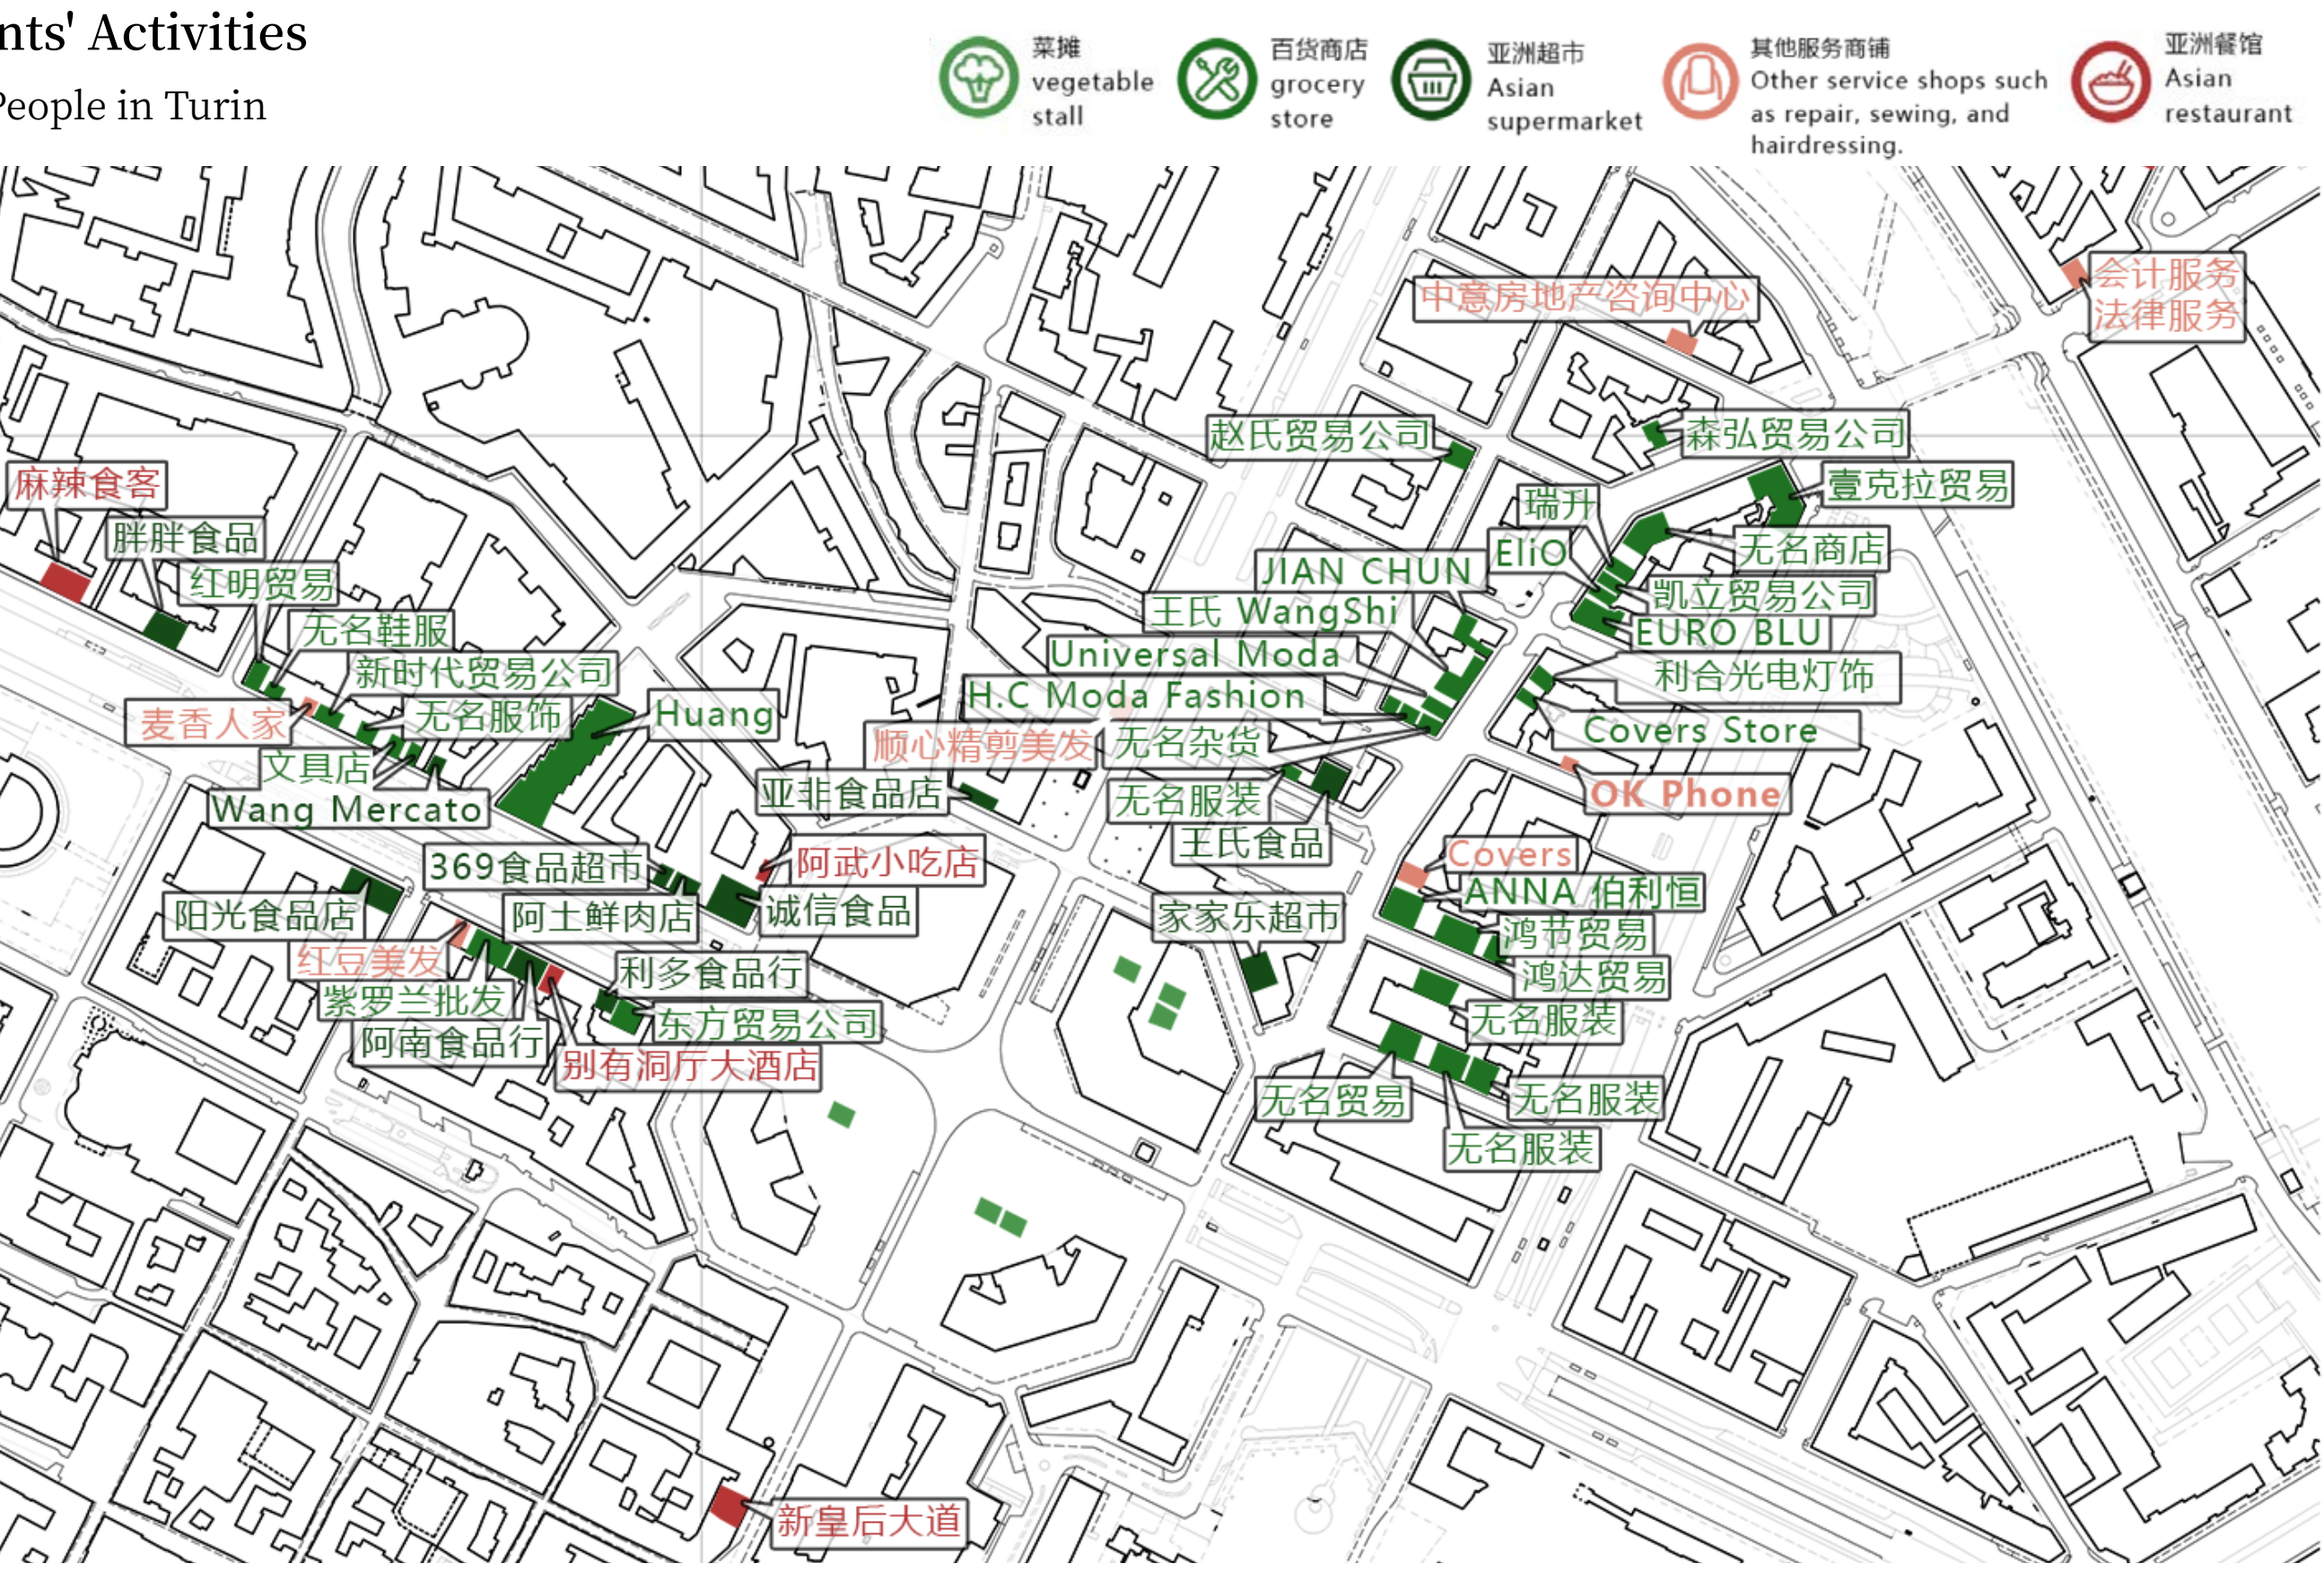 nts' Activities
People in Turin
菜摊
vegetable
stall
百货商店
grocery
store
亚洲超市
Asian
supermarket
其他服务商铺
Other service shops such
as repair, sewing, and
hairdressing.
亚洲餐馆
Asian
restaurant
会计服务
法律服务
中意房地产咨询中心
赵氏贸易公司
森弘贸易公司
麻辣食客
壹克拉贸易
瑞升
胖胖食品
EliO
无名商店
红明贸易
JIAN CHUN
凯立贸易公司
王氏 WangShi
无名鞋服
EURO BLU
Universal Moda
新时代贸易公司
利合光电灯饰
H.C Moda Fashion
麦香人家
无名服饰
Huang
Covers Store
顺心精剪美发
无名杂货
文具店
亚非食品店
无名服装
OK Phone
Wang Mercato
王氏食品
369食品超市
阿武小吃店
Covers
ANNA 伯利恒
阳光食品店
阿土鲜肉店
诚信食品
家家乐超市
鸿节贸易
红豆美发
利多食品行
鸿达贸易
紫罗兰批发
东方贸易公司
无名服装
阿南食品行
别有洞厅大酒店
无名贸易
无名服装
无名服装
新皇后大道